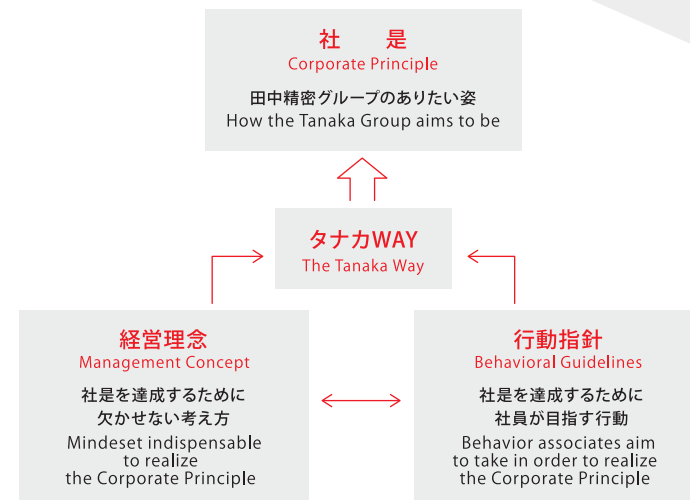 社 是
Corporate Principle
田中精密グループのありたい姿
How the Tanaka Group aims to be
タナカWAY
The Tanaka Way
経営理念
Management Concept
社是を達成するために
欠かせない考え方
Mindeset indispensable
to realize
the Corporate Principle
行動指針
Behavioral Guidelines
社是を達成するために
社員が目指す行動
Behavior associates aim
to take in order to realize
the Corporate Principle